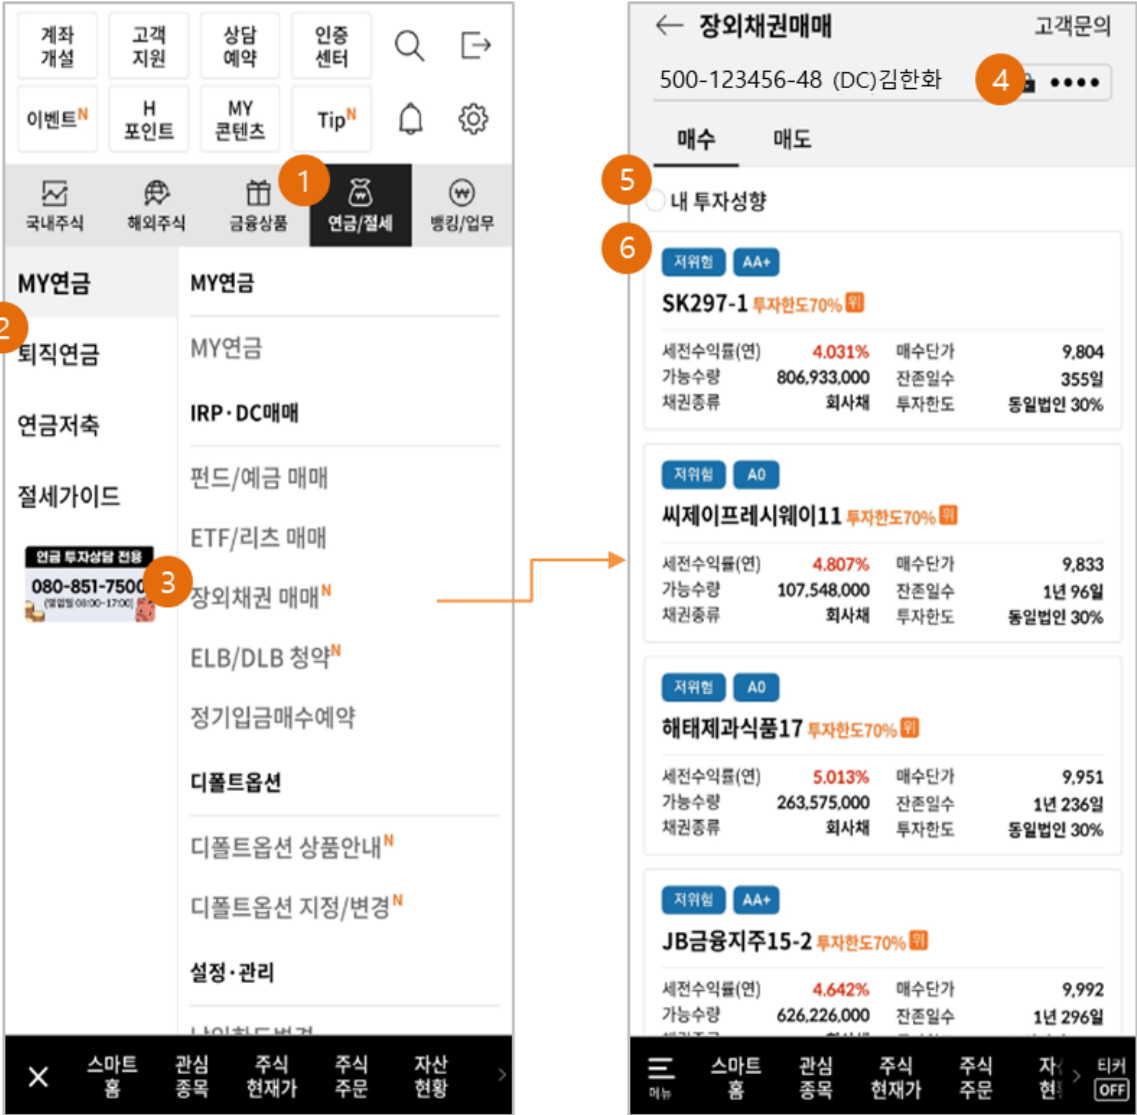 계좌 개설
고객 지원
상담 예약
인증 센터
이벤트N
H 포인트
MY 콘텐츠
TipN
국내주식
해외주식
금융상품
1
연금/절세
뱅킹/업무
MY연금
2
퇴직연금
연금저축
절세가이드
연금 투자상담 전용
080-851-7500
(영업일 08:00~17:00)
MY연금
MY연금
IRP·DC매매
펀드/예금 매매
ETF/리츠 매매
3
장외채권 매매N
ELB/DLB 청약N
정기입금매수예약
디폴트옵션
디폴트옵션 상품안내N
디폴트옵션 지정/변경N
설정·관리
스마트 홈
관심 종목
주식 현재가
주식 주문
자산 현황
장외채권매매
고객문의
500-123456-48 (DC)김한화
4
••••
매수
매도
5
내 투자성향
6
저위험 AA+
SK297-1 투자한도70% 위
세전수익률(연) 4.031% 매수단가 9,804
가능수량 806,933,000 잔존일수 355일
채권종류 회사채 투자한도 동일법인 30%
저위험 A0
씨제이프레시웨이11 투자한도70% 위
세전수익률(연) 4.807% 매수단가 9,833
가능수량 107,548,000 잔존일수 1년 96일
채권종류 회사채 투자한도 동일법인 30%
저위험 A0
해태제과식품17 투자한도70% 위
세전수익률(연) 5.013% 매수단가 9,951
가능수량 263,575,000 잔존일수 1년 236일
채권종류 회사채 투자한도 동일법인 30%
저위험 AA+
JB금융지주15-2 투자한도70% 위
세전수익률(연) 4.642% 매수단가 9,992
가능수량 626,226,000 잔존일수 1년 296일
메뉴
스마트 홈
관심 종목
주식 현재가
주식 주문
자
현
티커 OFF